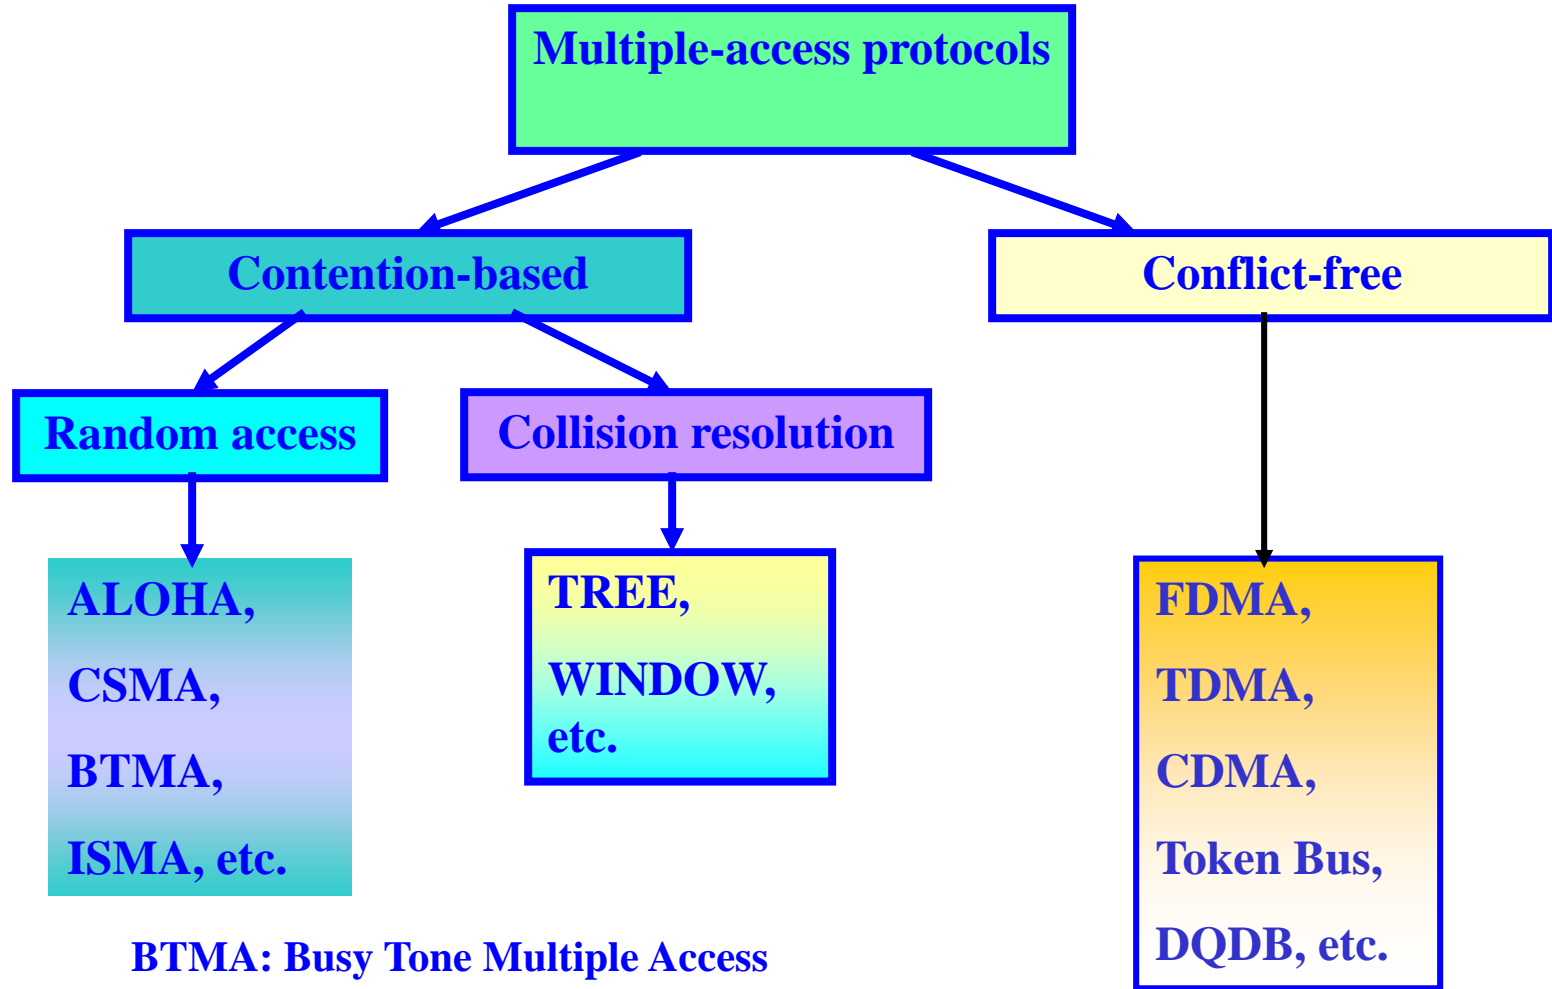 Multiple-access protocols
Contention-based
Conflict-free
Random access
Collision resolution
ALOHA,
CSMA,
BTMA,
ISMA, etc.
TREE,
WINDOW,
etc.
FDMA,
TDMA,
CDMA,
Token Bus,
DQDB, etc.
BTMA: Busy Tone Multiple Access